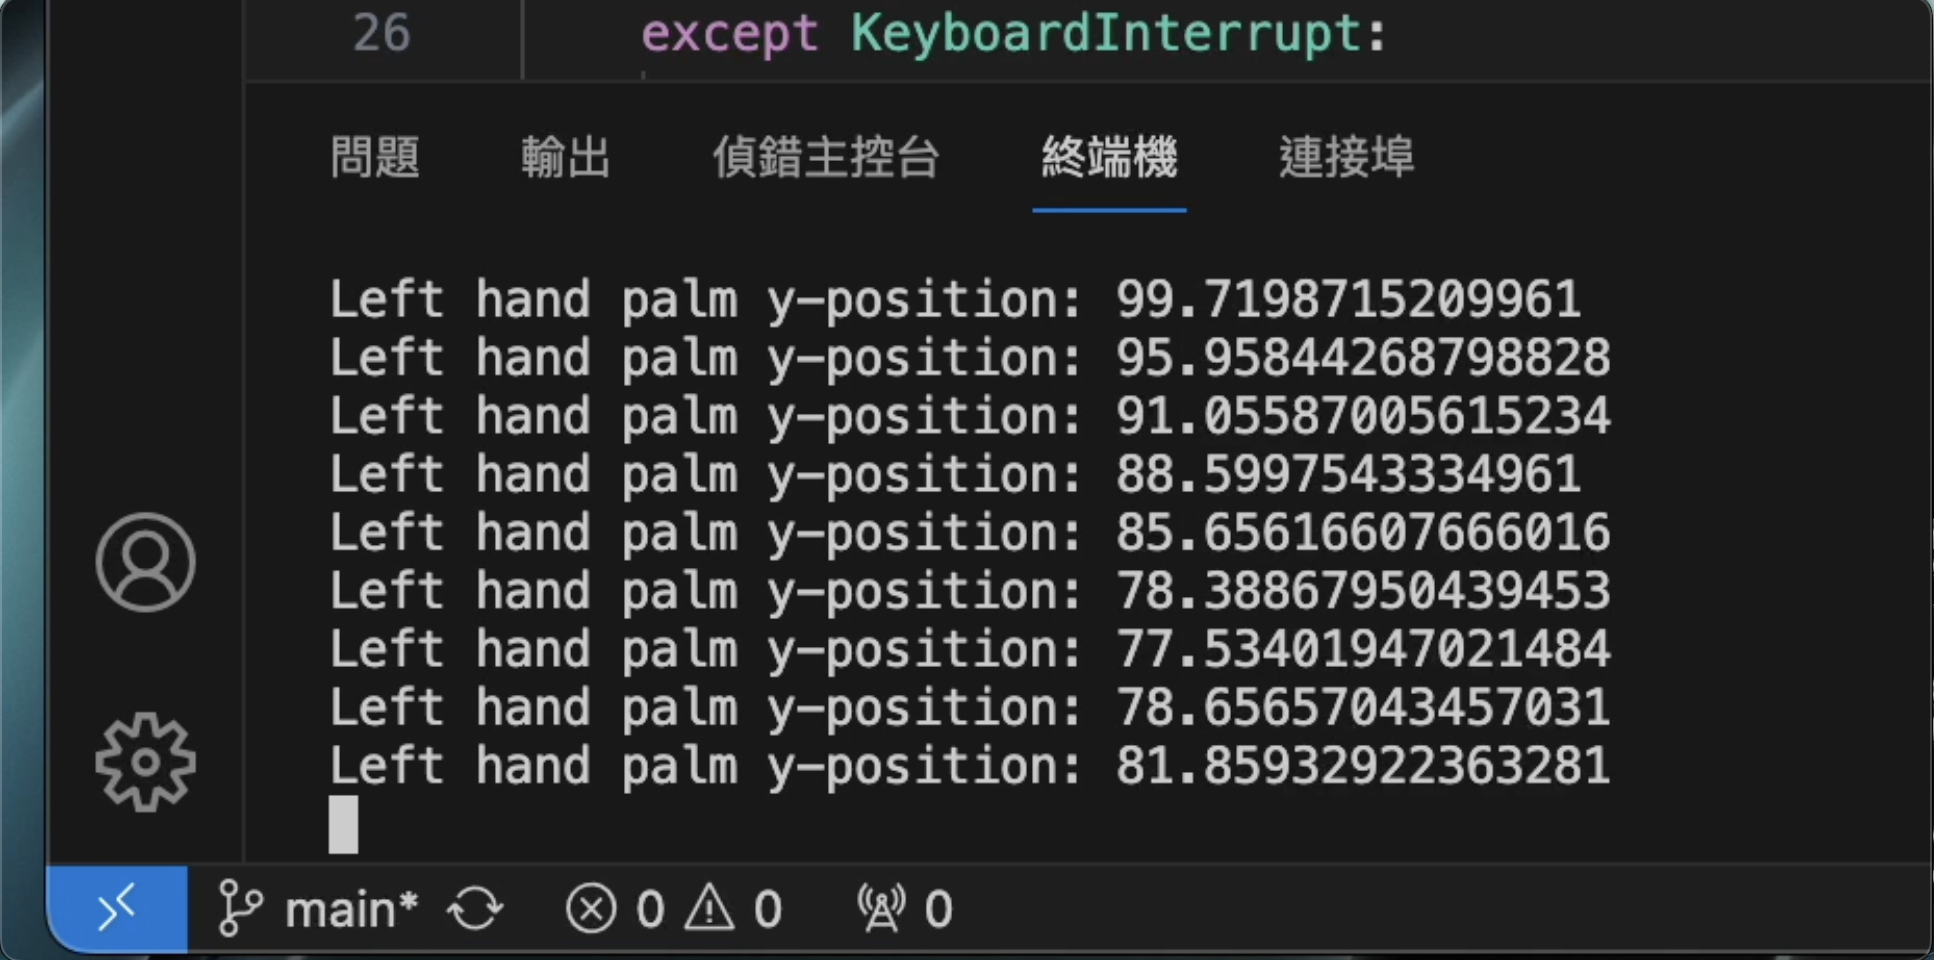 26 except KeyboardInterrupt:
問題 輸出 偵錯主控台 終端機 連接埠
Left hand palm y-position: 99.7198715209961
Left hand palm y-position: 95.95844268798828
Left hand palm y-position: 91.05587005615234
Left hand palm y-position: 88.5997543334961
Left hand palm y-position: 85.65616607666016
Left hand palm y-position: 78.38867950439453
Left hand palm y-position: 77.53401947021484
Left hand palm y-position: 78.65657043457031
Left hand palm y-position: 81.85932922363281
main* 0 0 0